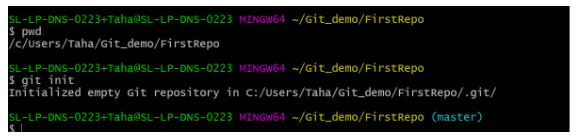 SL-LP-DNS-0223+Taha@SL-LP-DNS-0223 MINGW64 ~/Git_demo/FirstRepo
$ pwd
/c/Users/Taha/Git_demo/FirstRepo
SL-LP-DNS-0223+Taha@SL-LP-DNS-0223 MINGW64 ~/Git_demo/FirstRepo
$ git init
Initialized empty Git repository in C:/Users/Taha/Git_demo/FirstRepo/.git/
SL-LP-DNS-0223+Taha@SL-LP-DNS-0223 MINGW64 ~/Git_demo/FirstRepo (master)
$